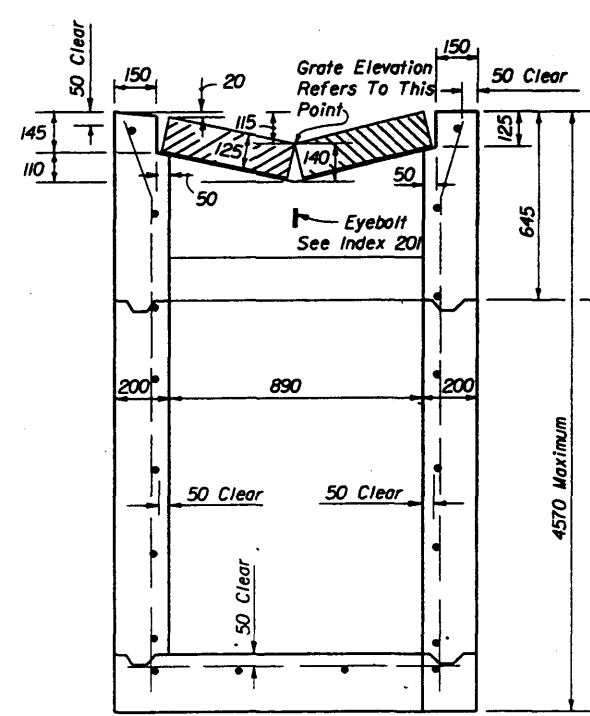 50 Clear
150
20
115
Grate Elevation
Refers To This
Point
150
50 Clear
145
110
125
140
50
50
125
645
Eyebolt
See Index 201
200
890
200
50 Clear
50 Clear
4570 Maximum
50 Clear